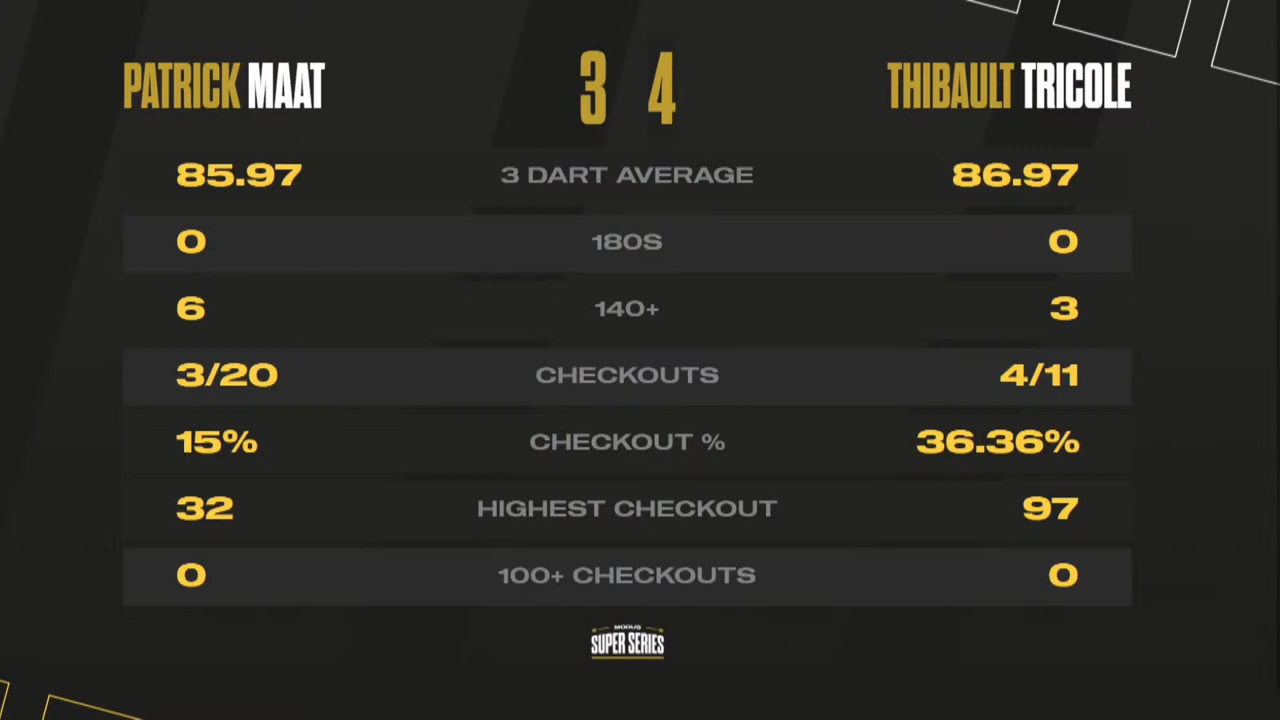 PATRICK MAAT 3 4 THIBAULT TRICOLE
85.97 3 DART AVERAGE 86.97
0 180S 0
6 140+ 3
3/20 CHECKOUTS 4/11
15% CHECKOUT % 36.36%
32 HIGHEST CHECKOUT 97
0 100+ CHECKOUTS 0
MODUS
SUPER SERIES